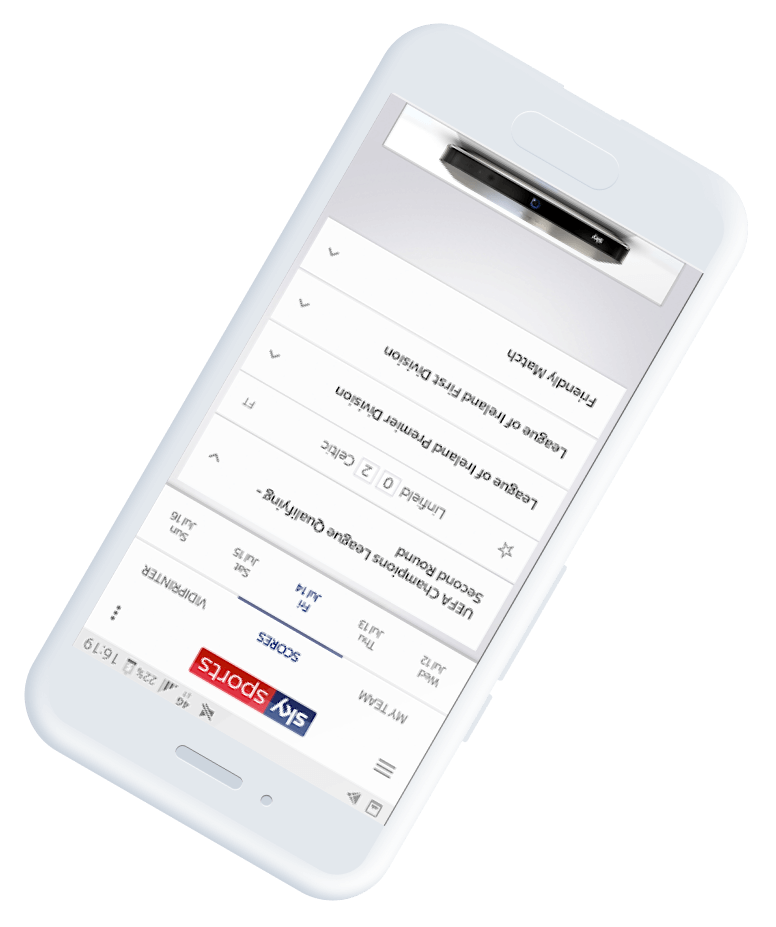 4G 22% 16:19
sky sports
MY TEAM SCORES VIDIPRINTER
Wed Thu Fri Sat Sun
Jul 12 Jul 13 Jul 14 Jul 15 Jul 16
UEFA Champions League Qualifying -
Second Round
Linfield 0 2 Celtic FT
League of Ireland Premier Division
League of Ireland First Division
Friendly Match
sky